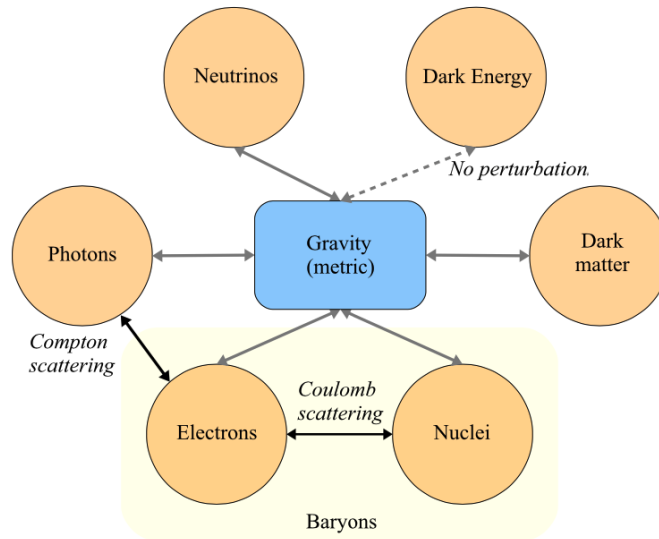 Neutrinos
Dark Energy
No perturbation
Photons
Gravity
(metric)
Dark
matter
Compton
scattering
Coulomb
scattering
Electrons
Nuclei
Baryons